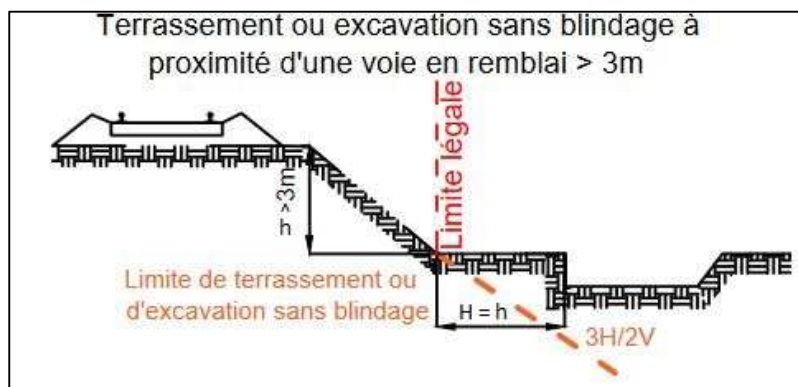 Terrassement ou excavation sans blindage à
proximité d'une voie en remblai > 3m
Limite légale
h >3m
Limite de terrassement ou
d'excavation sans blindage
H = h
3H/2V